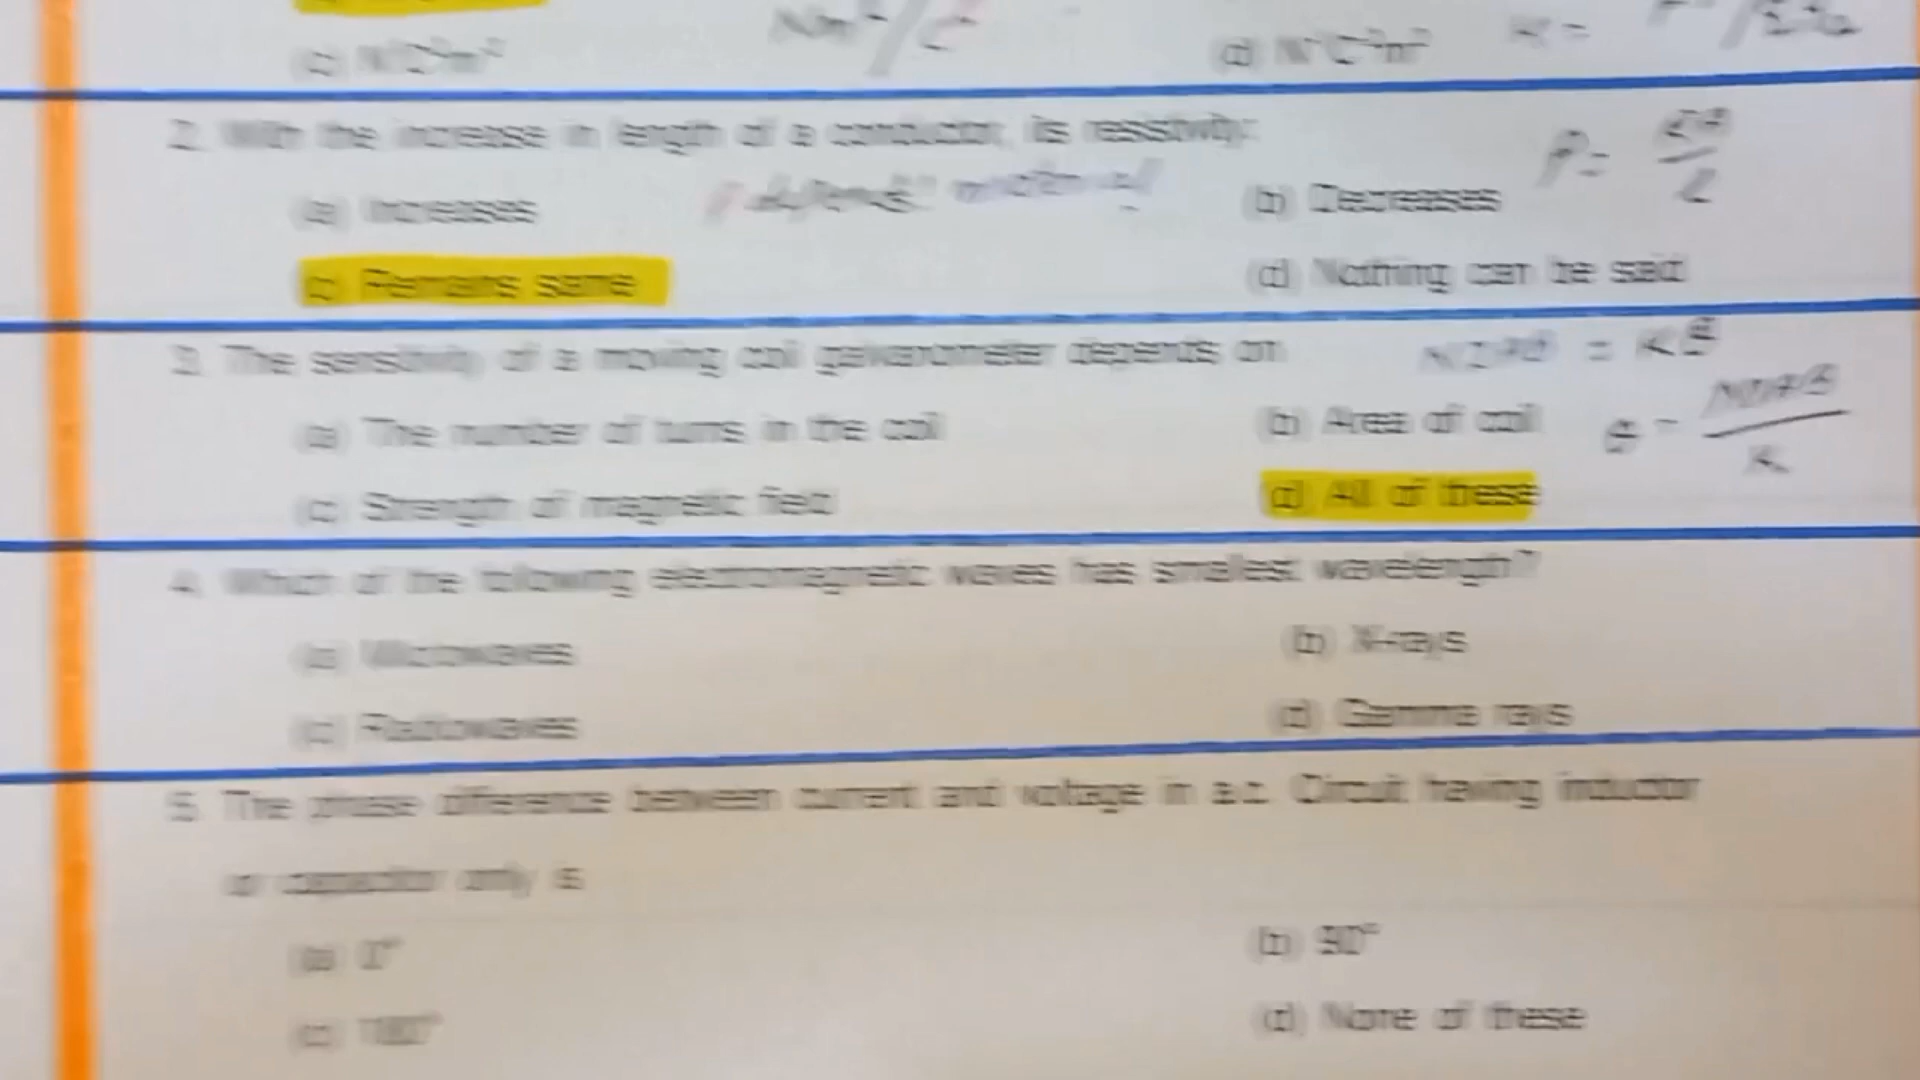 2. With the increase in length of a conductor, its resistivity:
(a) Increases
(b) Decreases
(c) Remains same
(d) Nothing can be said
3. The sensitivity of a moving coil galvanometer depends on
(a) The number of turns in the coil
(b) Area of coil
(c) Strength of magnetic field
(d) All of these
4. Which of the following electromagnetic waves has smallest wavelength?
(a) Microwaves
(b) X-rays
(c) Radiowaves
(d) Gamma rays
5. The phase difference between current and voltage in a.c. Circuit having inductor
or capacitor only is
(a) 0°
(b) 90°
(c) 180°
(d) None of these